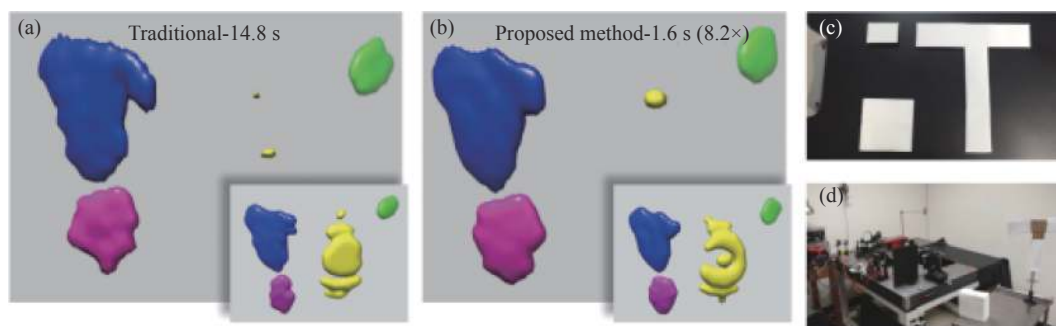 (a)
Traditional-14.8 s
(b)
Proposed method-1.6 s (8.2×)
(c)
(d)